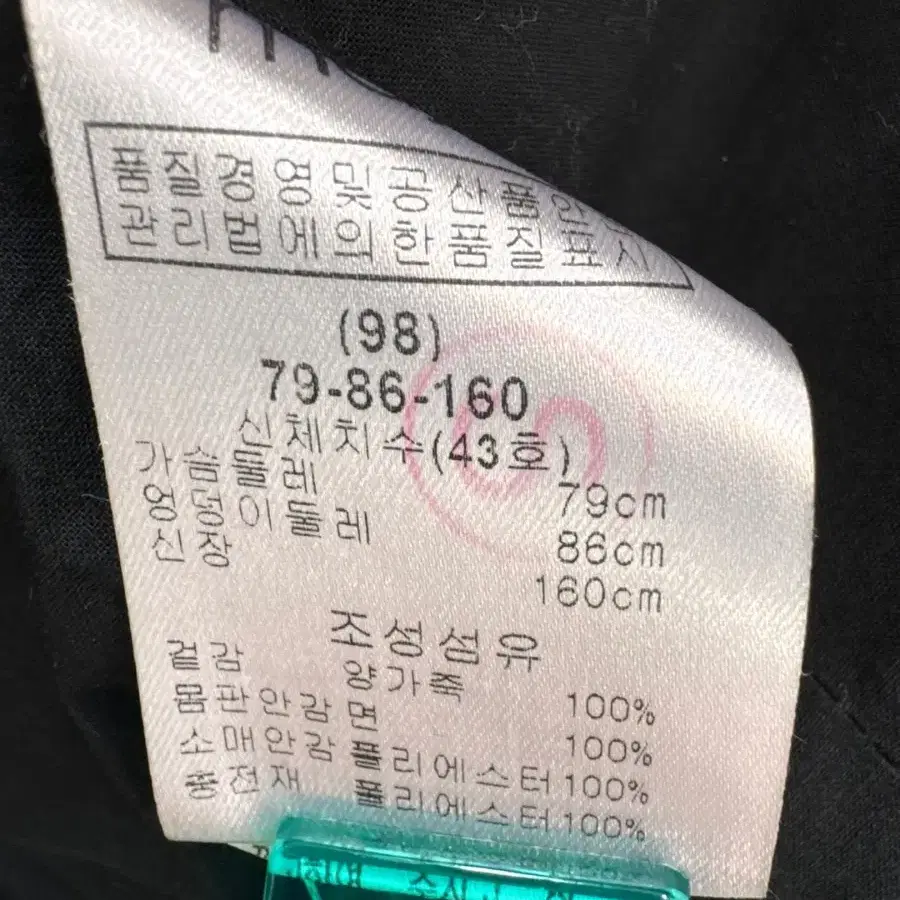 품질경영및공산품안
관리법에의한품질표시
(98)
79-86-160
신체치수(43호)
가슴둘레 79cm
엉덩이둘레 86cm
신장 160cm
조성섬유
겉감 양가죽 100%
몸판안감 면 100%
소매안감 폴리에스터 100%
충전재 폴리에스터 100%